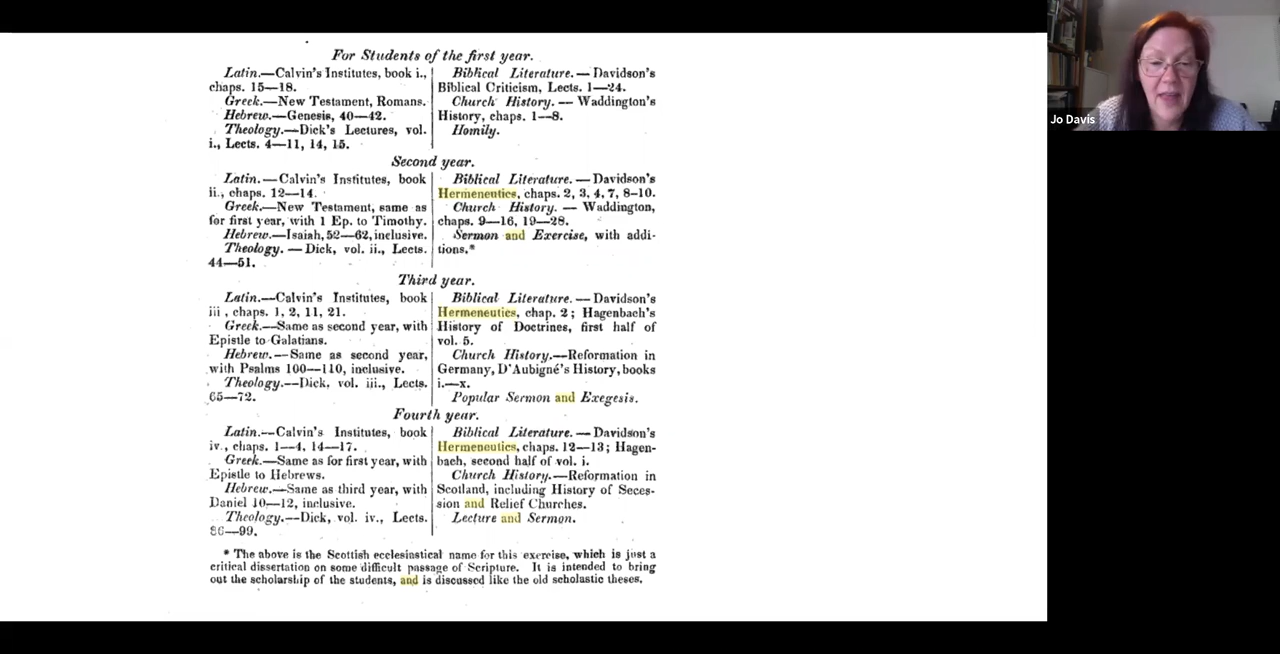 For Students of the first year.
Latin.—Calvin's Institutes, book i.,
chaps. 15—18.
Greek.—New Testament, Romans.
Hebrew.—Genesis, 40—42.
Theology.—Dick's Lectures, vol.
i., Lects. 4—11, 14, 15.
Biblical Literature. — Davidson's
Biblical Criticism, Lects. 1—24.
Church History. — Waddington's
History, chaps. 1—8.
Homily.
Second year.
Latin.—Calvin's Institutes, book
ii., chaps. 12—14.
Greek.—New Testament, same as
for first year, with 1 Ep. to Timothy.
Hebrew.—Isaiah, 52—62, inclusive.
Theology. — Dick, vol. ii., Lects.
44—51.
Biblical Literature. — Davidson's
Hermeneutics, chaps. 2, 3, 4, 7, 8-10.
Church History. — Waddington,
chaps. 9—16, 19—28.
Sermon and Exercise, with addi-
tions.*
Third year.
Latin.—Calvin's Institutes, book
iii , chaps. 1, 2, 11, 21.
Greek.—Same as second year, with
Epistle to Galatians.
Hebrew.—Same as second year,
with Psalms 100—110, inclusive.
Theology.—Dick, vol. iii., Lects.
65—72.
Biblical Literature. — Davidson's
Hermeneutics, chap. 2 ; Hagenbach's
History of Doctrines, first half of
vol. 5.
Church History.—Reformation in
Germany, D'Aubigné's History, books
i.—x.
Popular Sermon and Exegesis.
Fourth year.
Latin.—Calvin's Institutes, book
iv., chaps. 1—4, 14—17.
Greek.—Same as for first year, with
Epistle to Hebrews.
Hebrew.—Same as third year, with
Daniel 10—12, inclusive.
Theology.—Dick, vol. iv., Lects.
86—99.
Biblical Literature. — Davidson's
Hermeneutics, chaps. 12—13 ; Hagen-
bach, second half of vol. i.
Church History.—Reformation in
Scotland, including History of Seces-
sion and Relief Churches.
Lecture and Sermon.
* The above is the Scottish ecclesiastical name for this exercise, which is just a
critical dissertation on some difficult passage of Scripture. It is intended to bring
out the scholarship of the students, and is discussed like the old scholastic theses.
Jo Davis